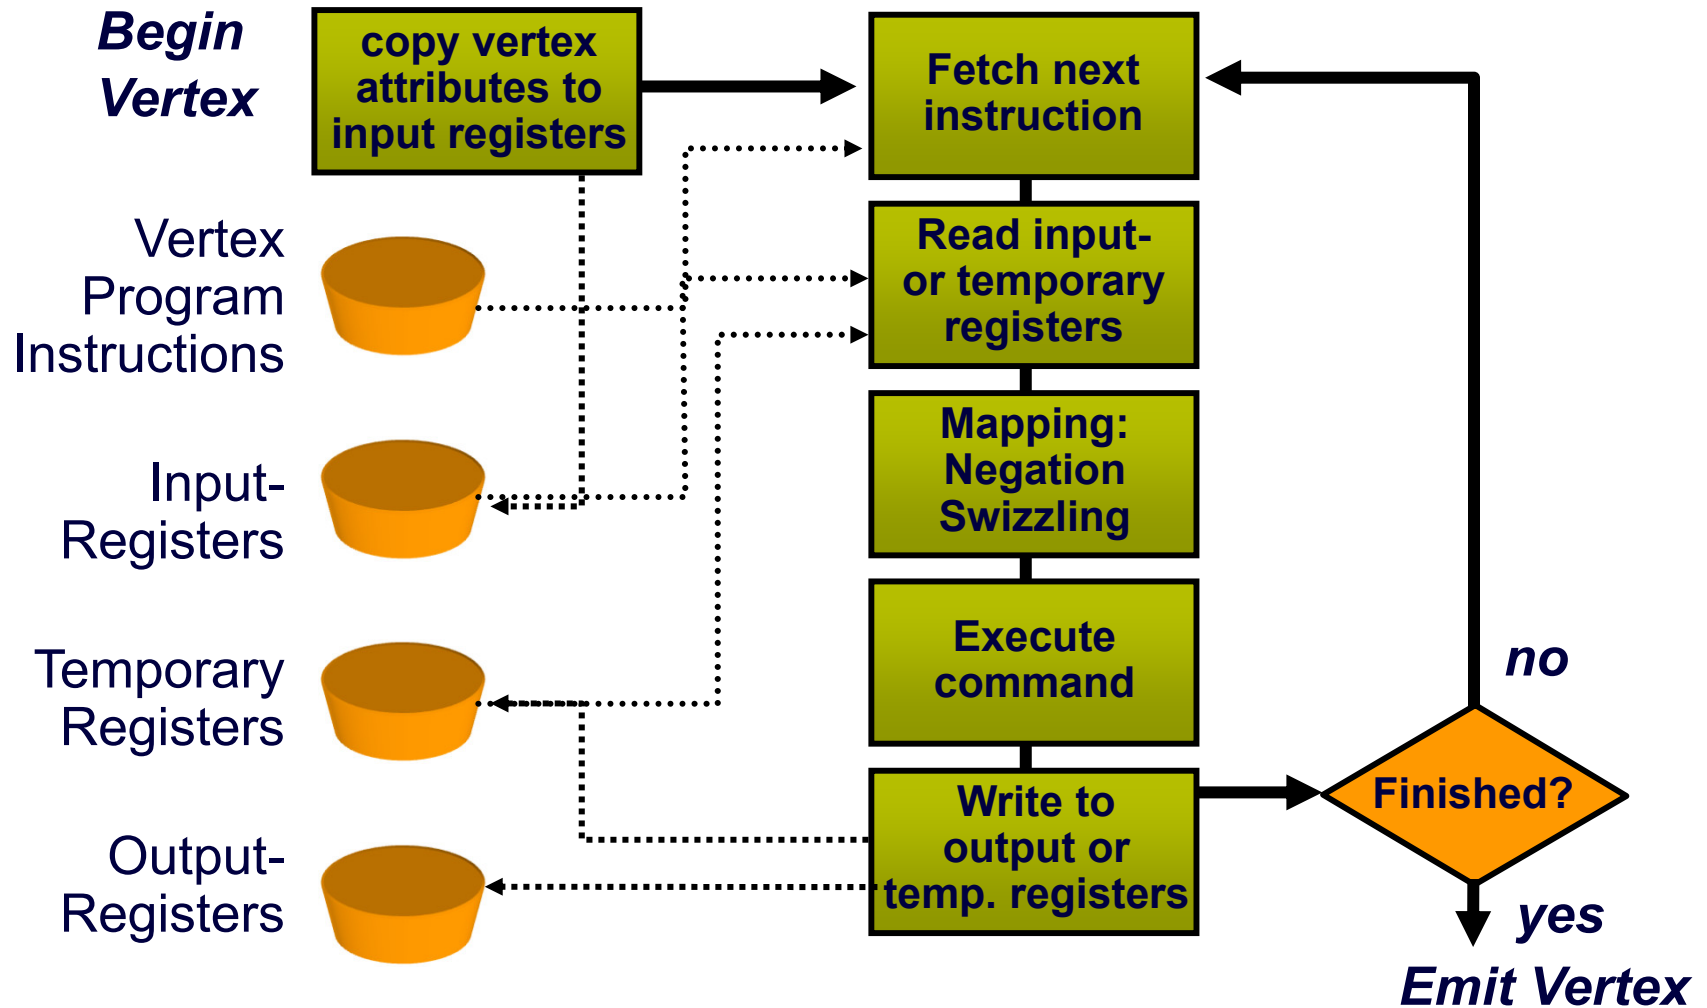 Begin
Vertex
copy vertex
attributes to
input registers
Fetch next
instruction
Vertex
Program
Instructions
Read input-
or temporary
registers
Input-
Registers
Mapping:
Negation
Swizzling
Temporary
Registers
Execute
command
no
Output-
Registers
Write to
output or
temp. registers
Finished?
yes
Emit Vertex